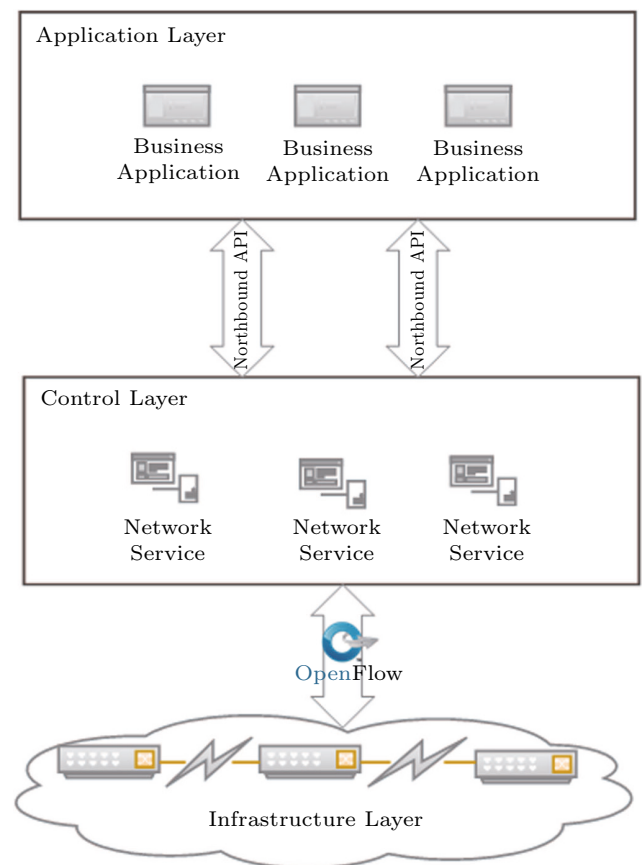 Application Layer
Business
Application
Business
Application
Business
Application
Northbound API
Northbound API
Control Layer
Network
Service
Network
Service
Network
Service
OpenFlow
Infrastructure Layer